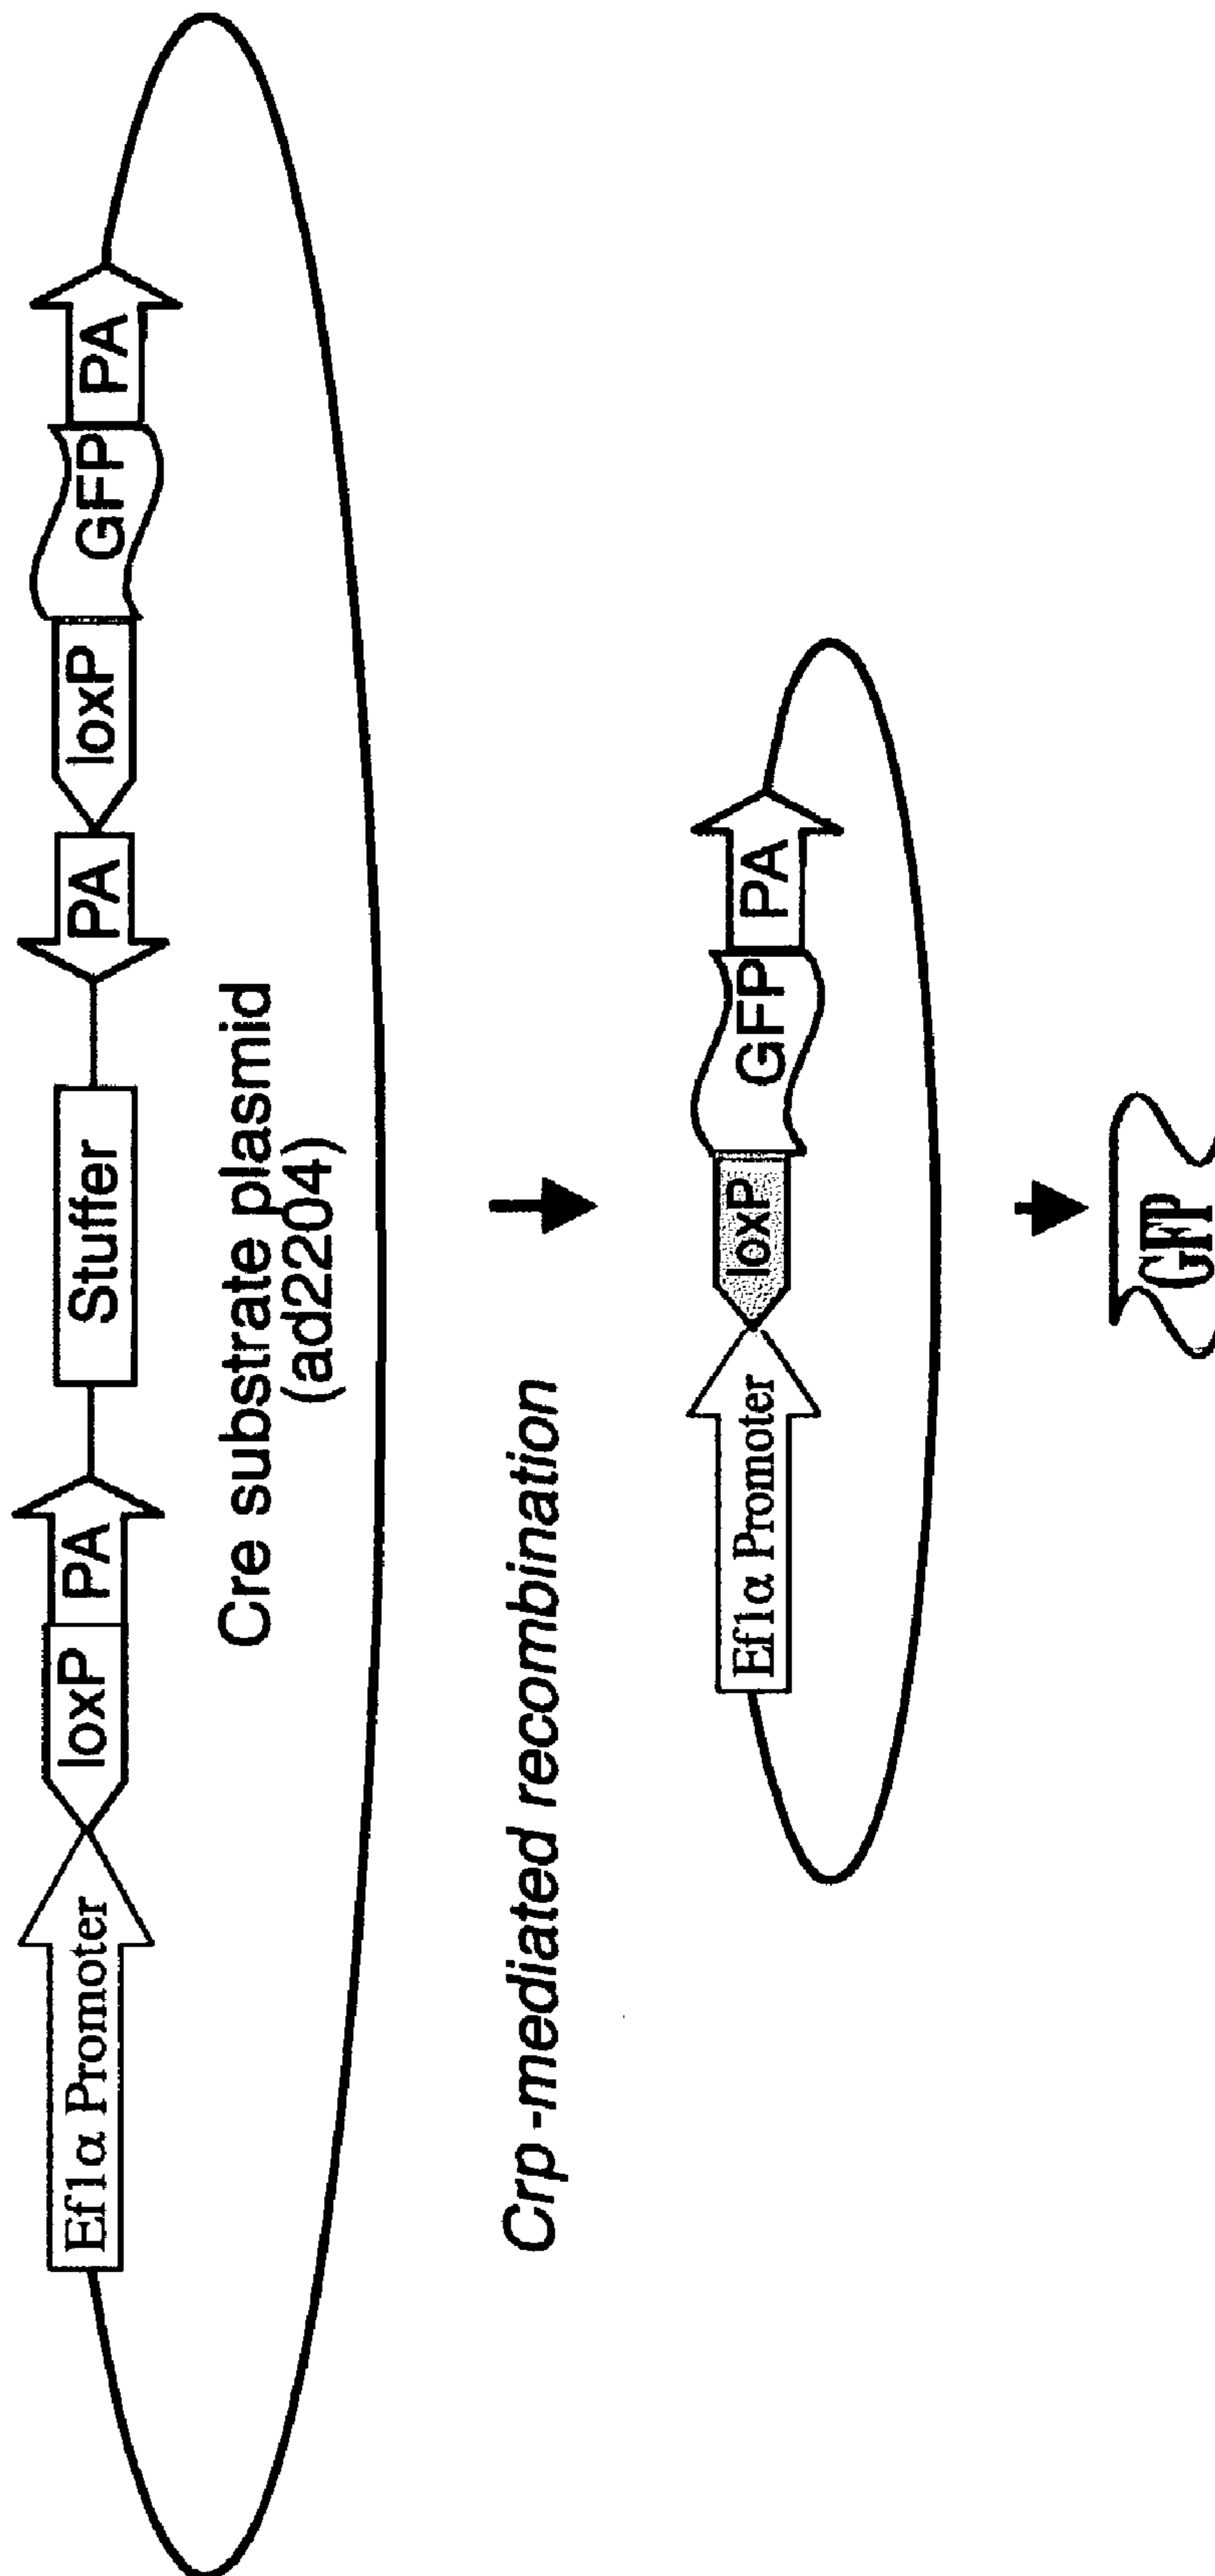 Ef1α Promoter loxP PA Stuffer PA loxP GFP PA
Cre substrate plasmid
(ad2204)
Crp-mediated recombination
Ef1α Promoter loxP GFP PA
GFP